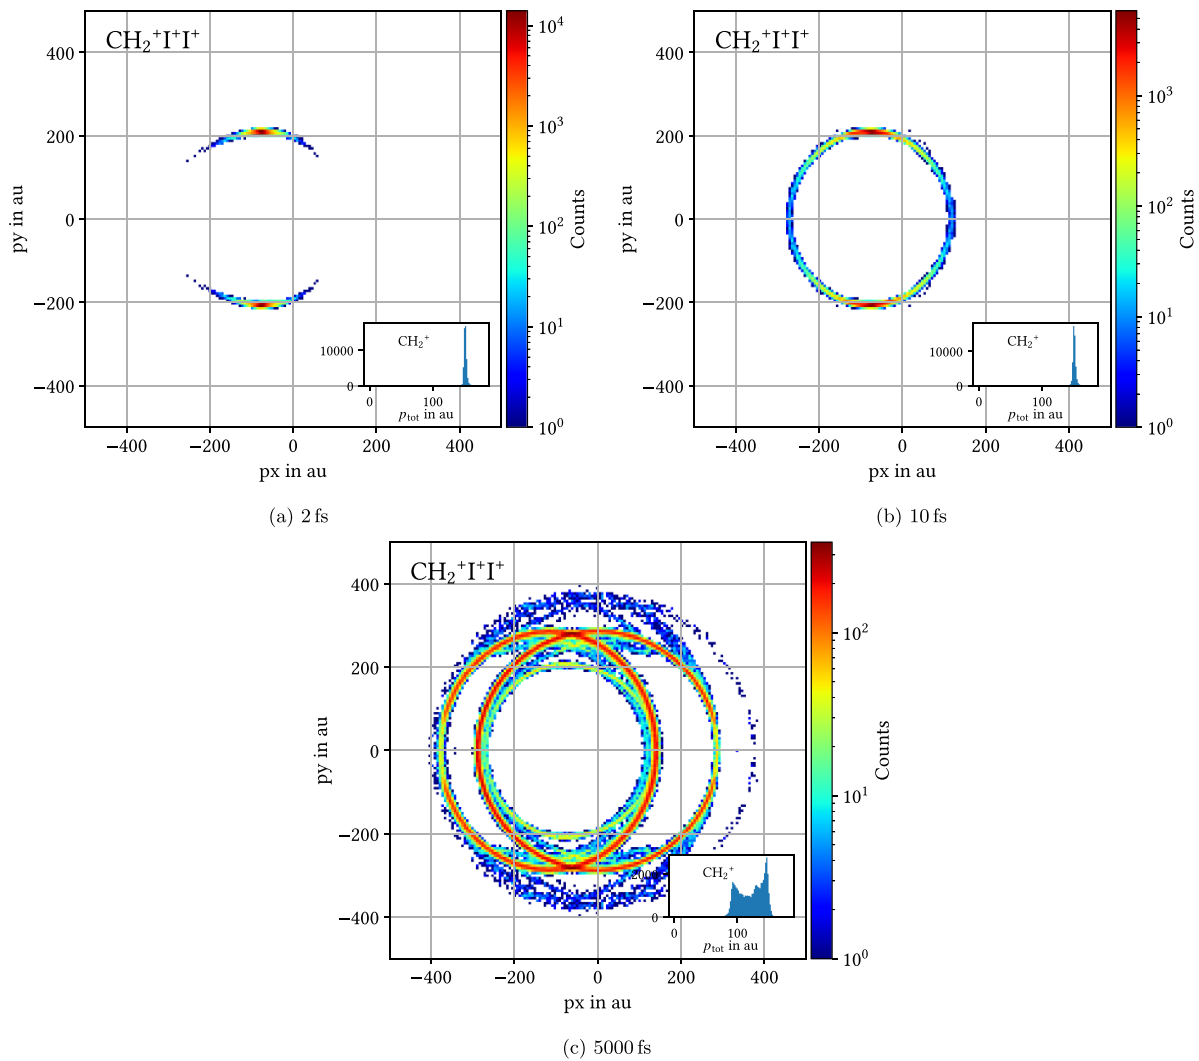 CH₂⁺I⁺I⁺
400
200
0
−200
−400
py in au
−400 −200 0 200 400
px in au
10⁴
10³
10²
10¹
10⁰
Counts
CH₂⁺
10000
0
0 100
pₜₒₜ in au
(a) 2 fs
CH₂⁺I⁺I⁺
400
200
0
−200
−400
py in au
−400 −200 0 200 400
px in au
10³
10²
10¹
10⁰
Counts
CH₂⁺
10000
0
0 100
pₜₒₜ in au
(b) 10 fs
CH₂⁺I⁺I⁺
400
200
0
−200
−400
py in au
−400 −200 0 200 400
px in au
10²
10¹
10⁰
Counts
CH₂⁺
2000
0
0 100
pₜₒₜ in au
(c) 5000 fs